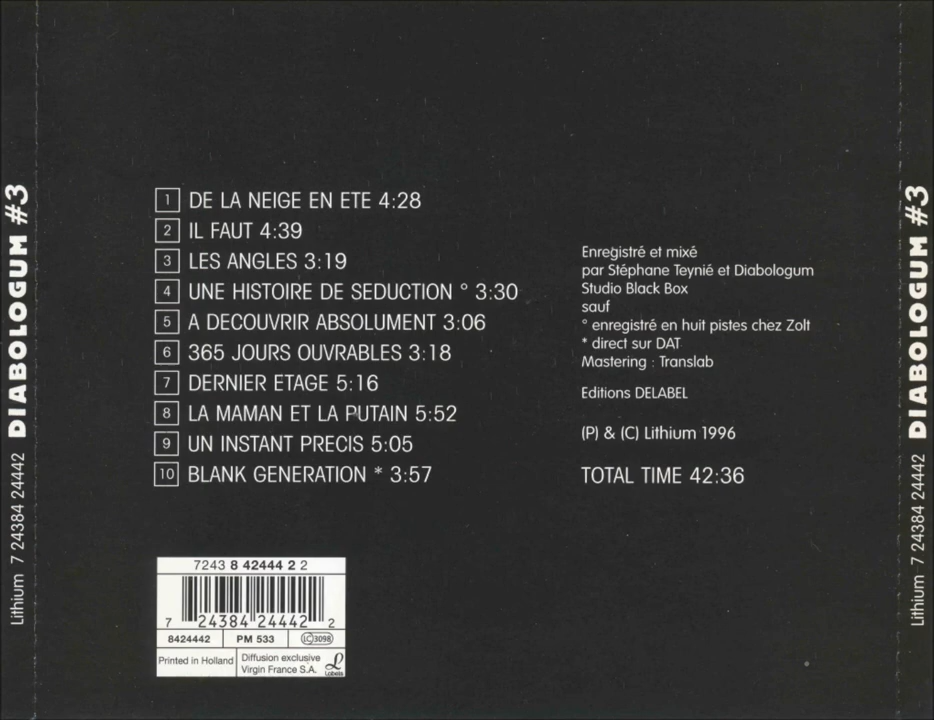 DIABOLOGUM #3
Lithium 7 24384 24442
1 DE LA NEIGE EN ETE 4:28
2 IL FAUT 4:39
3 LES ANGLES 3:19
4 UNE HISTOIRE DE SEDUCTION ° 3:30
5 A DECOUVRIR ABSOLUMENT 3:06
6 365 JOURS OUVRABLES 3:18
7 DERNIER ETAGE 5:16
8 LA MAMAN ET LA PUTAIN 5:52
9 UN INSTANT PRECIS 5:05
10 BLANK GENERATION * 3:57
Enregistré et mixé
par Stéphane Teynié et Diabologum
Studio Black Box
sauf
° enregistré en huit pistes chez Zolt
* direct sur DAT
Mastering : Translab
Editions DELABEL
(P) & (C) Lithium 1996
TOTAL TIME 42:36
7243 8 42444 2 2
7 24384 24442 2
8424442 PM 533 LC 3098
Printed in Holland
Diffusion exclusive
Virgin France S.A.
Labels
DIABOLOGUM #3
Lithium 7 24384 24442